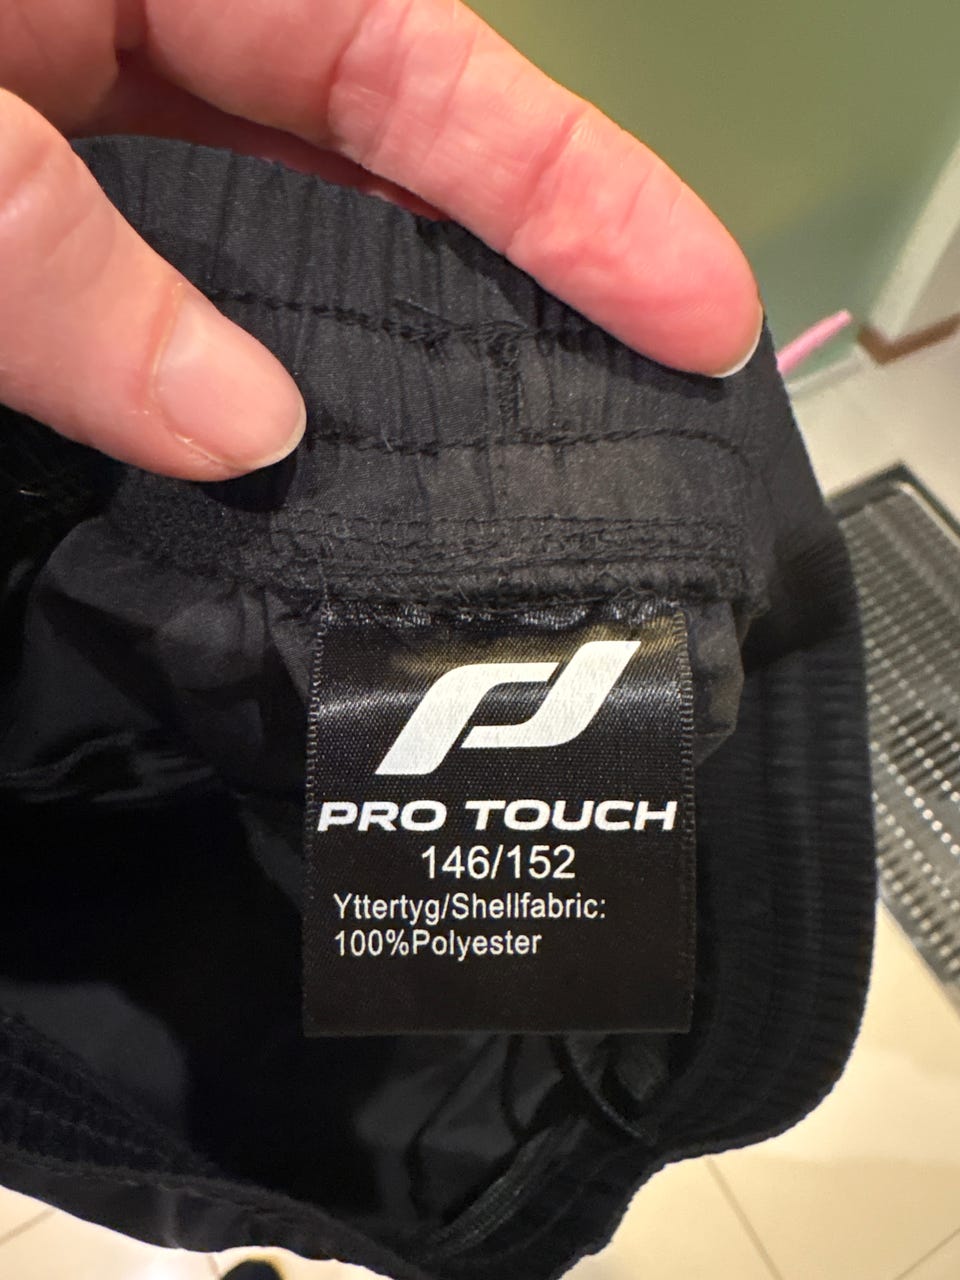 PRO TOUCH
146/152
Yttertyg/Shellfabric:
100%Polyester